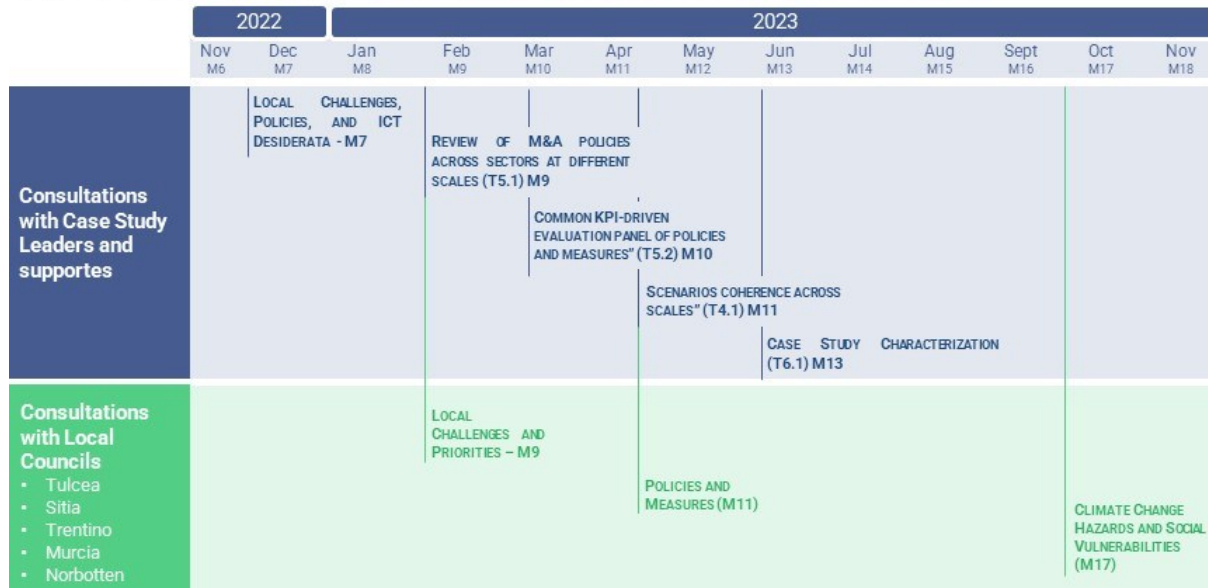 2022
2023
Nov
M6
Dec
M7
Jan
M8
Feb
M9
Mar
M10
Apr
M11
May
M12
Jun
M13
Jul
M14
Aug
M15
Sept
M16
Oct
M17
Nov
M18
Consultations
with Case Study
Leaders and
supportes
LOCAL CHALLENGES,
POLICIES, AND ICT
DESIDERATA - M7
REVIEW OF M&A POLICIES
ACROSS SECTORS AT DIFFERENT
SCALES (T5.1) M9
COMMON KPI-DRIVEN
EVALUATION PANEL OF POLICIES
AND MEASURES” (T5.2) M10
SCENARIOS COHERENCE ACROSS
SCALES” (T4.1) M11
CASE STUDY CHARACTERIZATION
(T6.1) M13
Consultations
with Local
Councils
• Tulcea
• Sitia
• Trentino
• Murcia
• Norbotten
LOCAL
CHALLENGES AND
PRIORITIES – M9
POLICIES AND
MEASURES (M11)
CLIMATE CHANGE
HAZARDS AND SOCIAL
VULNERABILITIES
(M17)